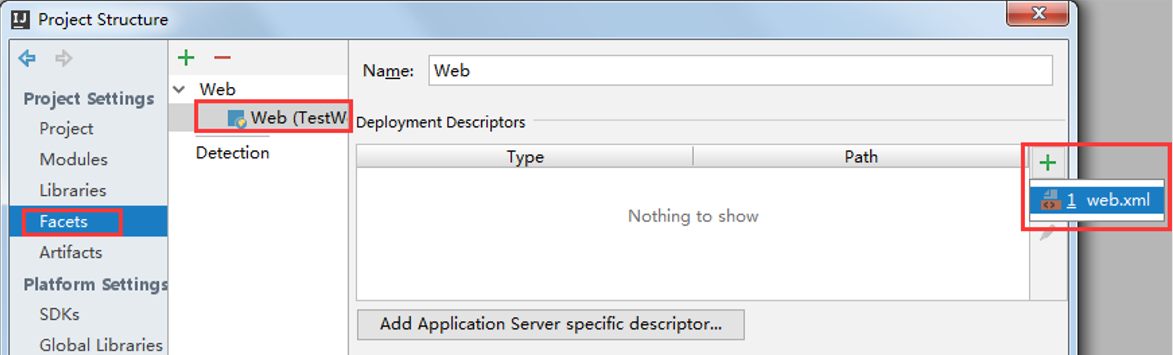 Project Structure
Project Settings
Project
Modules
Libraries
Facets
Artifacts
Platform Settings
SDKs
Global Libraries
Web
Web (TestW
Detection
Name: Web
Deployment Descriptors
Type Path
Nothing to show
1 web.xml
Add Application Server specific descriptor...